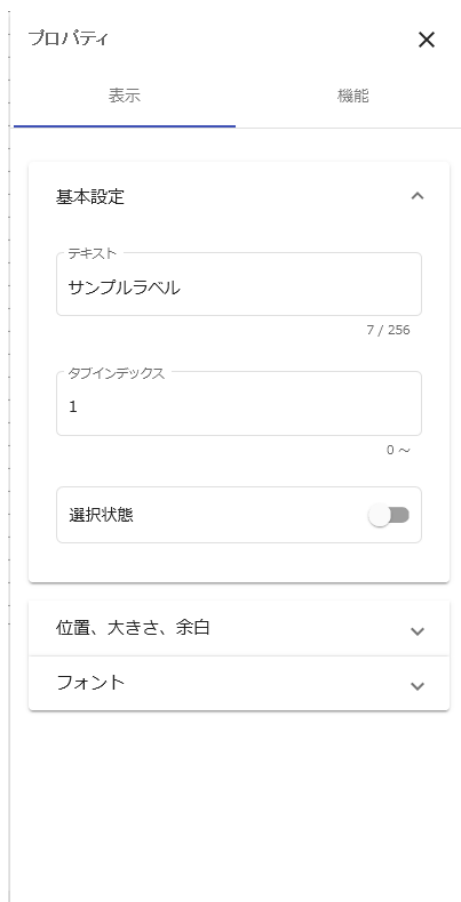 プロパティ
表示 機能
基本設定
テキスト
サンプルラベル
7 / 256
タブインデックス
1
0 ～
選択状態
位置、大きさ、余白
フォント